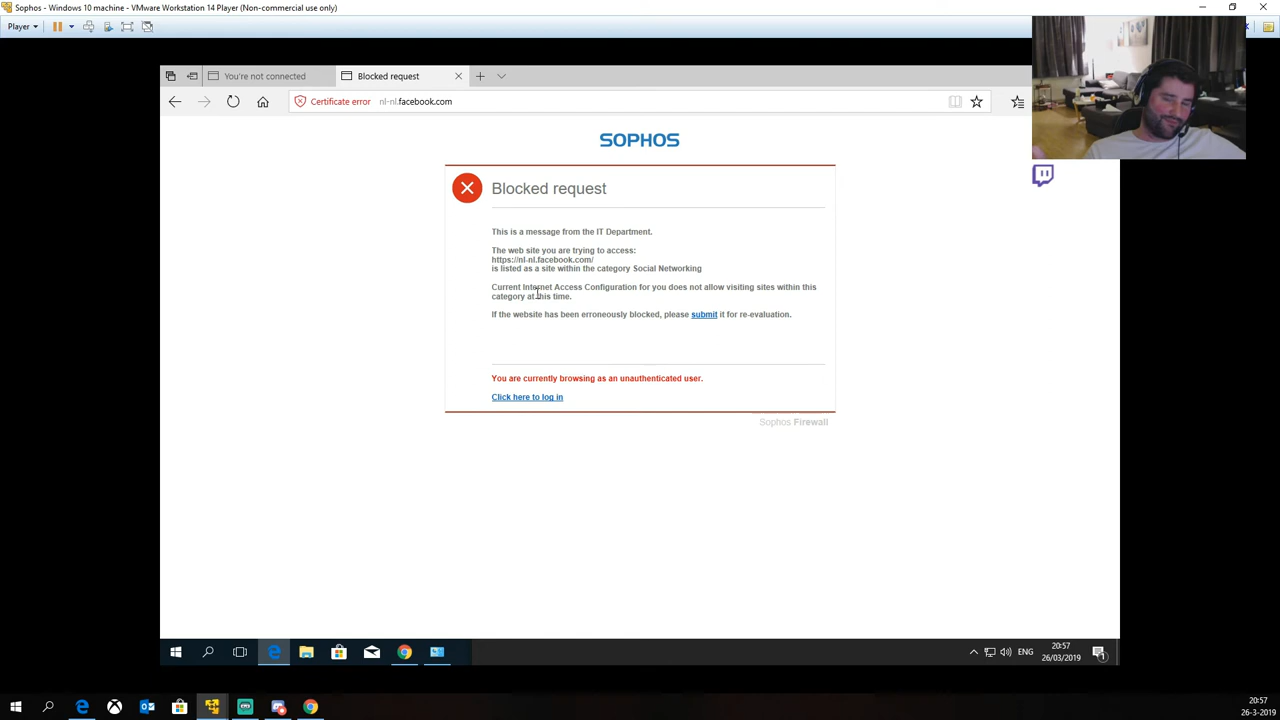 Sophos - Windows 10 machine - VMware Workstation 14 Player (Non-commercial use only)
Player
You're not connected
Blocked request
Certificate error nl-nl.facebook.com
SOPHOS
Blocked request
This is a message from the IT Department.
The web site you are trying to access:
https://nl-nl.facebook.com/
is listed as a site within the category Social Networking
Current Internet Access Configuration for you does not allow visiting sites within this
category at this time.
If the website has been erroneously blocked, please submit it for re-evaluation.
You are currently browsing as an unauthenticated user.
Click here to log in
Sophos Firewall
ENG
20:57
26/03/2019
1
20:57
26-3-2019